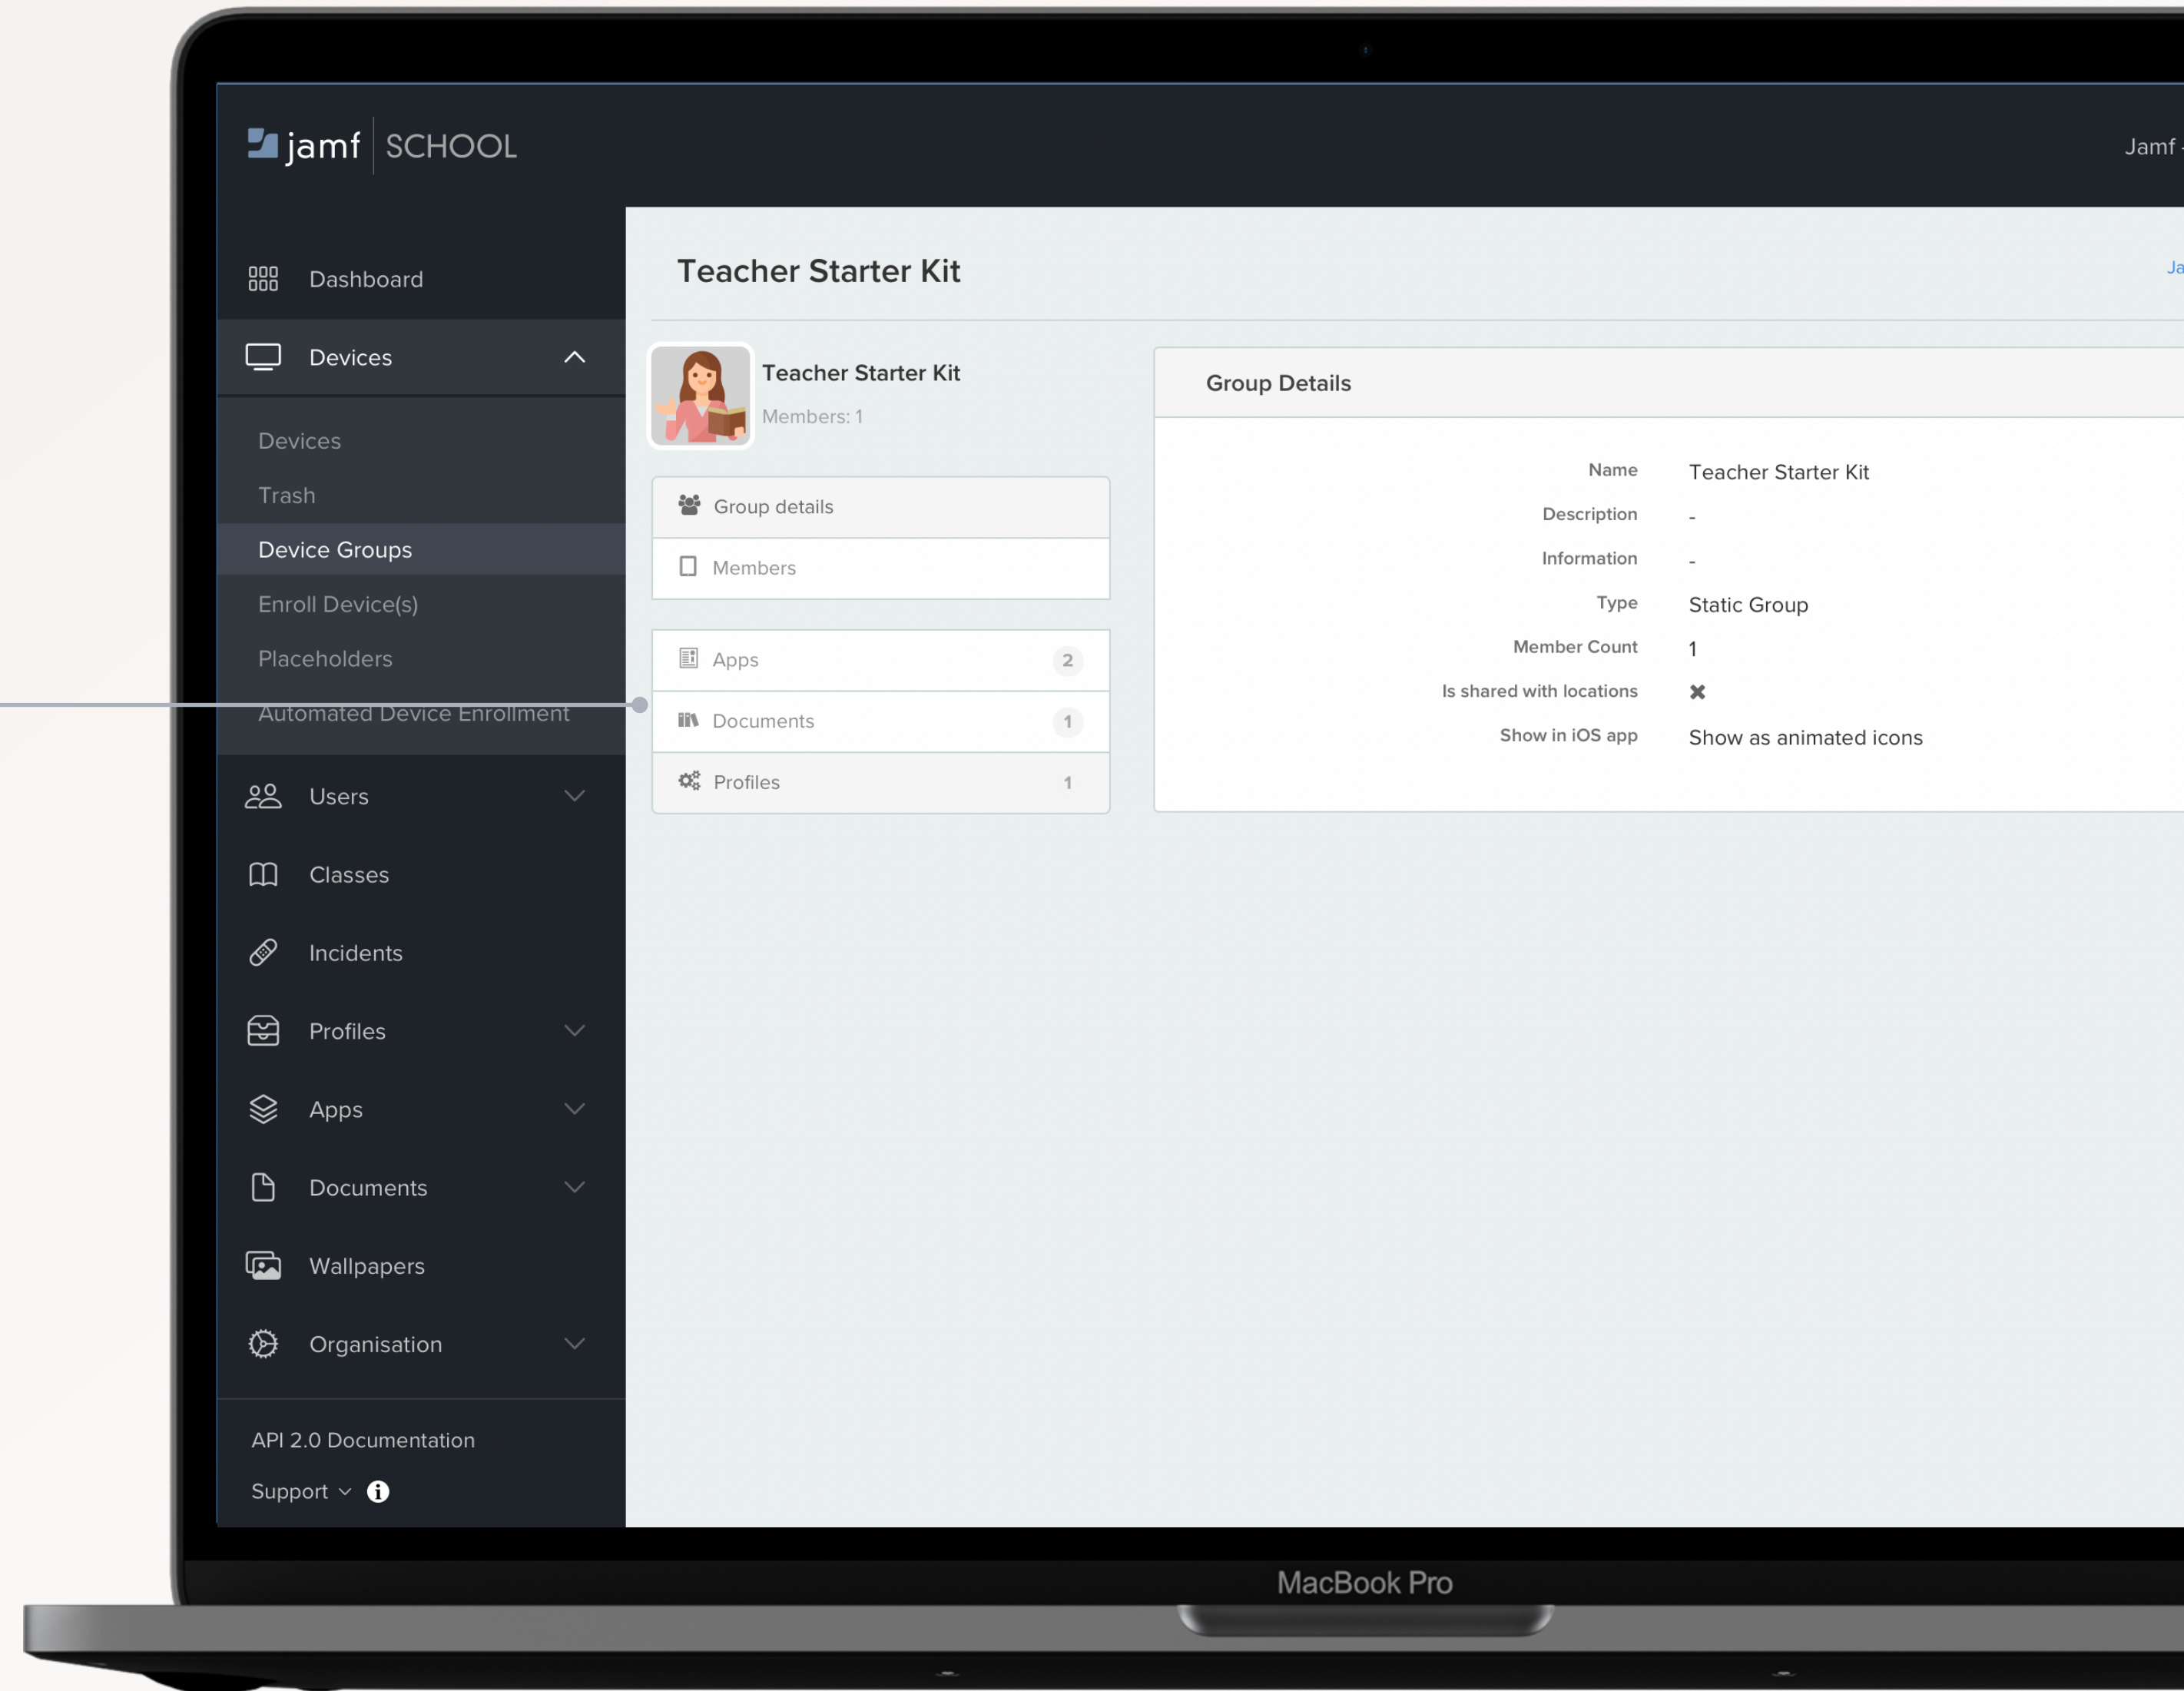 jamf SCHOOL
Jamf
Dashboard
Devices
Devices
Trash
Device Groups
Enroll Device(s)
Placeholders
Automated Device Enrollment
Users
Classes
Incidents
Profiles
Apps
Documents
Wallpapers
Organisation
API 2.0 Documentation
Support
Teacher Starter Kit
Ja
Teacher Starter Kit
Members: 1
Group details
Members
Apps 2
Documents 1
Profiles 1
Group Details
Name Teacher Starter Kit
Description -
Information -
Type Static Group
Member Count 1
Is shared with locations ✖
Show in iOS app Show as animated icons
MacBook Pro